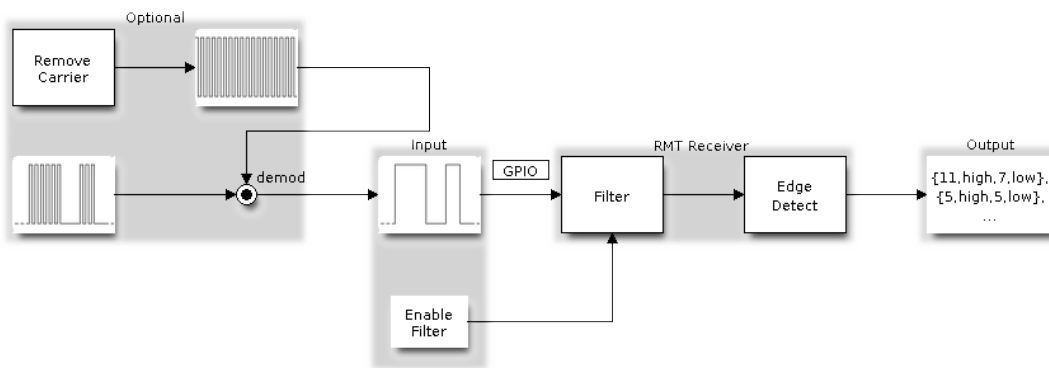 Optional
Remove
Carrier
demod
Input
GPIO
RMT Receiver
Output
Filter
Edge
Detect
{11,high,7,low},
{5,high,5,low},
...
Enable
Filter